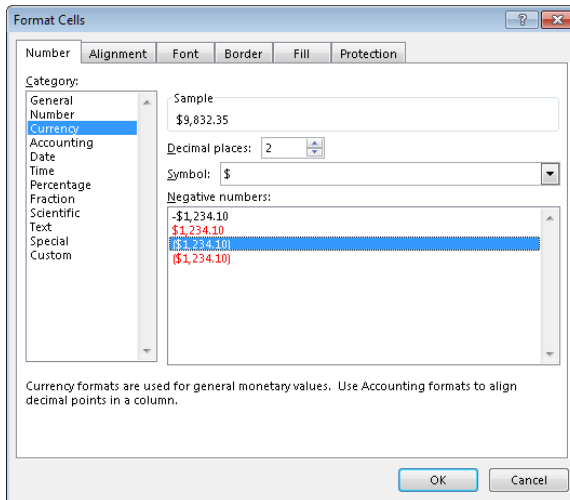 Format Cells
Number Alignment Font Border Fill Protection
Category:
General
Number
Currency
Accounting
Date
Time
Percentage
Fraction
Scientific
Text
Special
Custom
Sample
$9,832.35
Decimal places: 2
Symbol: $
Negative numbers:
-$1,234.10
$1,234.10
($1,234.10)
($1,234.10)
Currency formats are used for general monetary values. Use Accounting formats to align
decimal points in a column.
OK Cancel